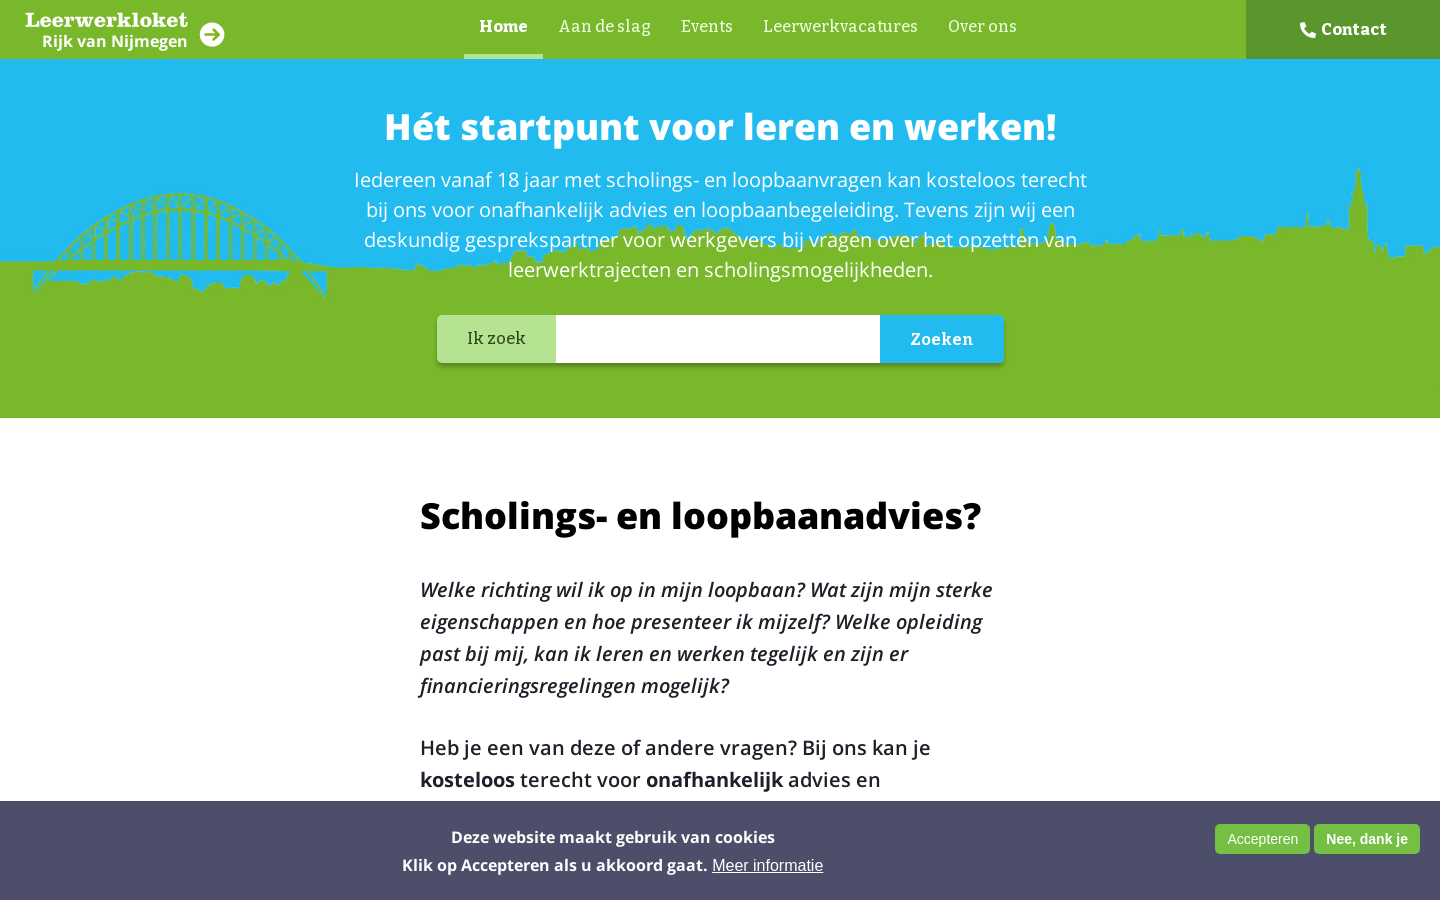 Leerwerkloket
Rijk van Nijmegen
Home
Aan de slag
Events
Leerwerkvacatures
Over ons
Contact
Hét startpunt voor leren en werken!
Iedereen vanaf 18 jaar met scholings- en loopbaanvragen kan kosteloos terecht
bij ons voor onafhankelijk advies en loopbaanbegeleiding. Tevens zijn wij een
deskundig gesprekspartner voor werkgevers bij vragen over het opzetten van
leerwerktrajecten en scholingsmogelijkheden.
Ik zoek
Zoeken
Scholings- en loopbaanadvies?
Welke richting wil ik op in mijn loopbaan? Wat zijn mijn sterke
eigenschappen en hoe presenteer ik mijzelf? Welke opleiding
past bij mij, kan ik leren en werken tegelijk en zijn er
financieringsregelingen mogelijk?
Heb je een van deze of andere vragen? Bij ons kan je
kosteloos terecht voor onafhankelijk advies en
Deze website maakt gebruik van cookies
Klik op Accepteren als u akkoord gaat. Meer informatie
Accepteren
Nee, dank je